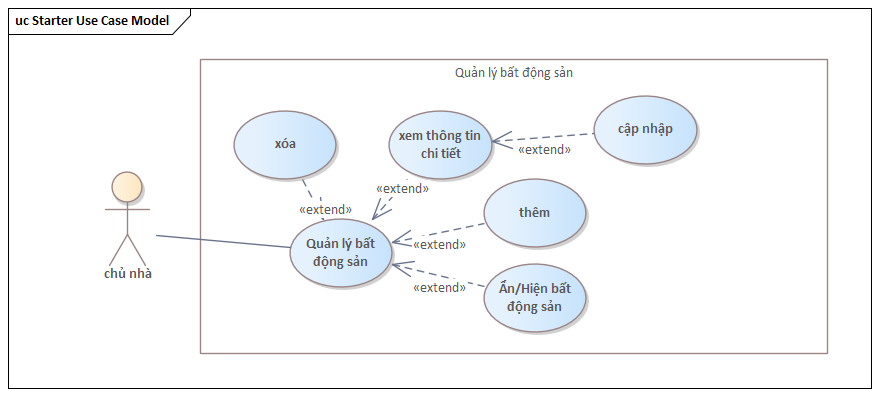 uc Starter Use Case Model
Quản lý bất động sản
xóa
xem thông tin
chi tiết
cập nhập
«extend»
«extend»
«extend»
thêm
Quản lý bất
động sản
«extend»
chủ nhà
Ẩn/Hiện bất
động sản
«extend»